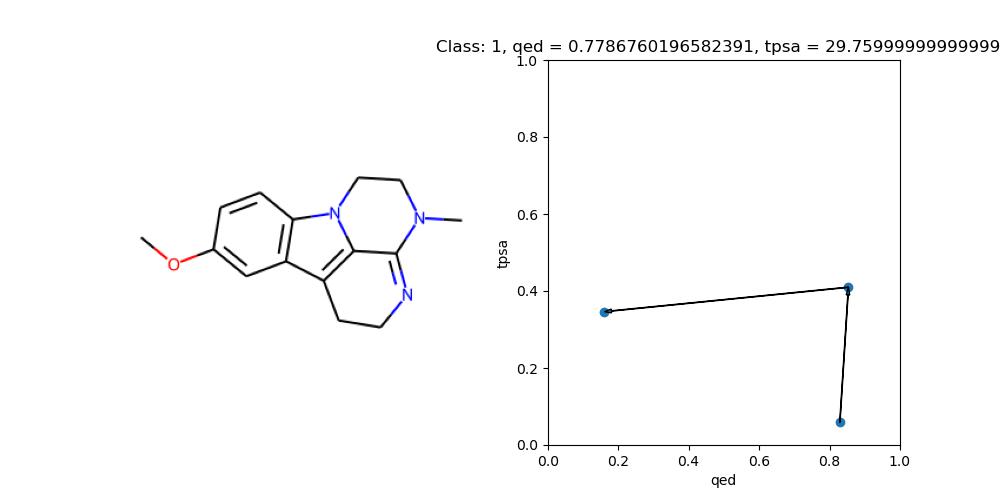 Class: 1, qed = 0.7786760196582391, tpsa = 29.75999999999999
1.0
0.8
0.6
0.4
0.2
0.0
tpsa
0.0 0.2 0.4 0.6 0.8 1.0
qed
N
N
N
O